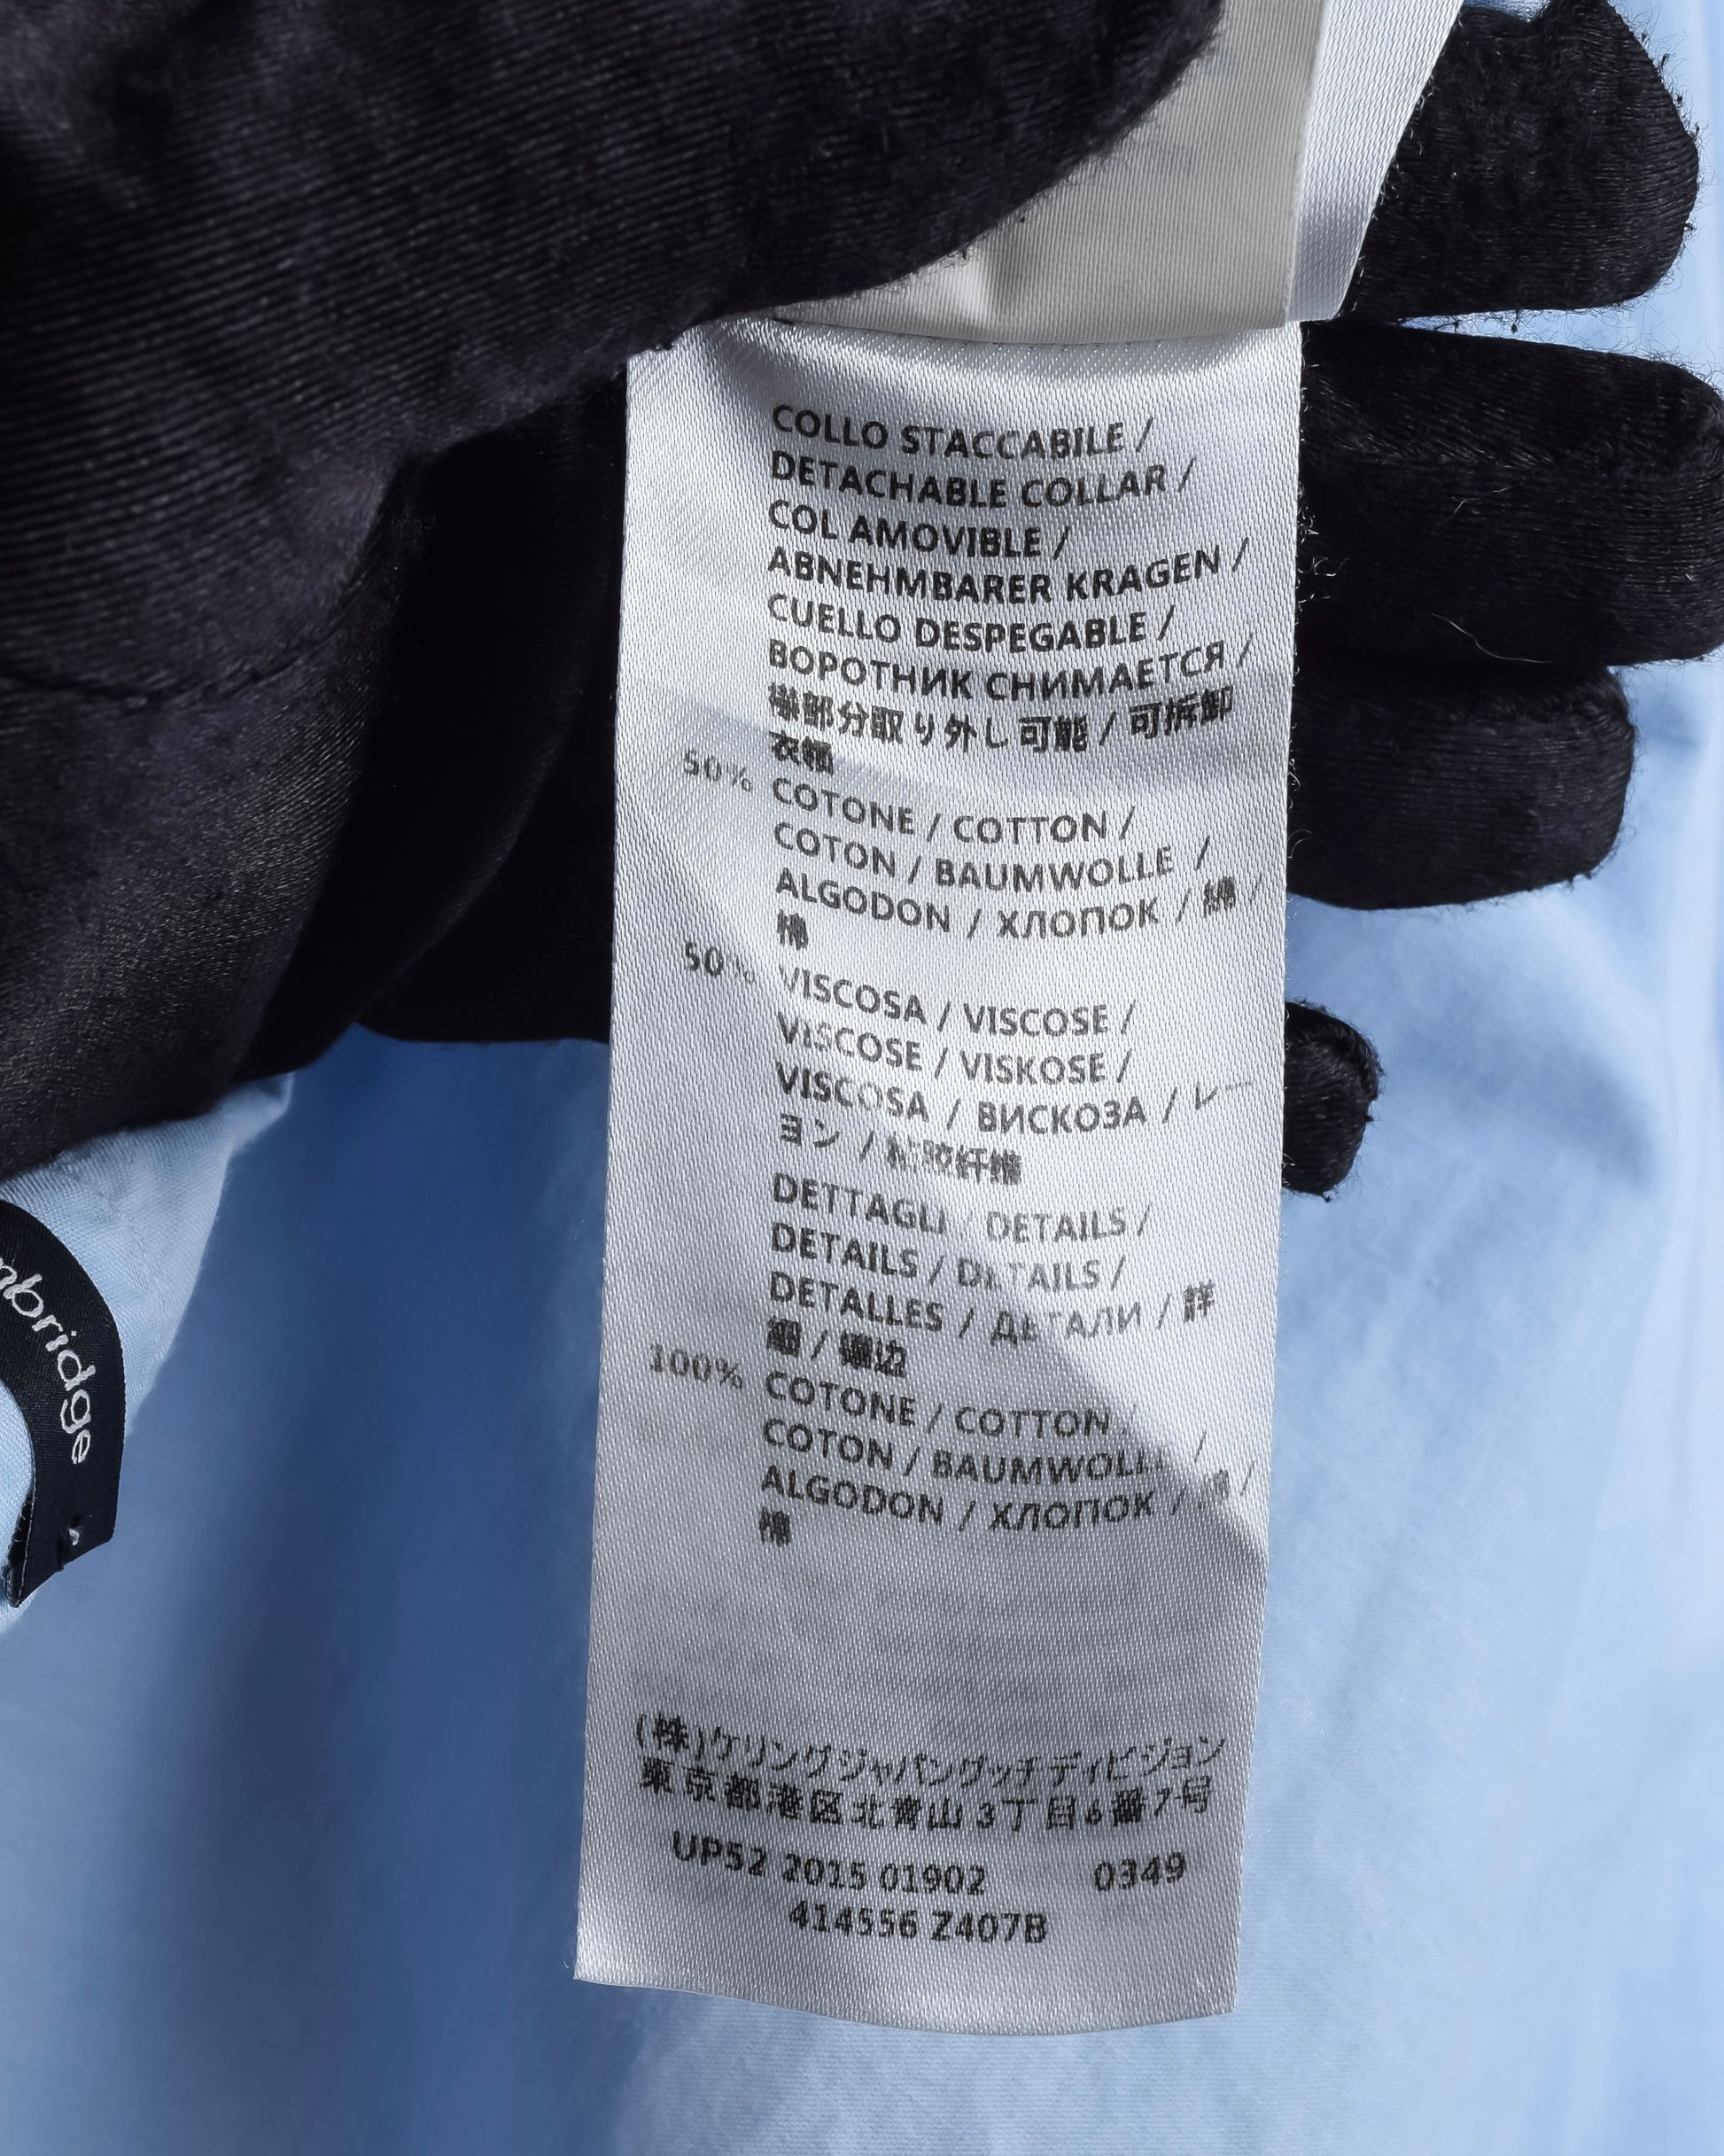 COLLO STACCABILE /
DETACHABLE COLLAR /
COL AMOVIBLE /
ABNEHMBARER KRAGEN /
CUELLO DESPEGABLE /
ВОРОТНИК СНИМАЕТСЯ /
襟部分取り外し可能 / 可拆卸
衣領
50% COTONE / COTTON /
COTON / BAUMWOLLE /
ALGODON / ХЛОПОК / 綿 /
棉
50% VISCOSA / VISCOSE /
VISCOSE / VISKOSE /
VISCOSA / ВИСКОЗА / レー
ヨン / 粘胶纤维
DETTAGLI / DETAILS /
DETAILS / DETAILS /
DETALLES / ДЕТАЛИ / 詳
細 / 镶边
100% COTONE / COTTON /
COTON / BAUMWOLLE /
ALGODON / ХЛОПОК / 綿 /
棉
(株)ケリングジャパングッチディビジョン
東京都港区北青山3丁目6番7号
UP52 2015 01902 0349
414556 Z407B
mbridge